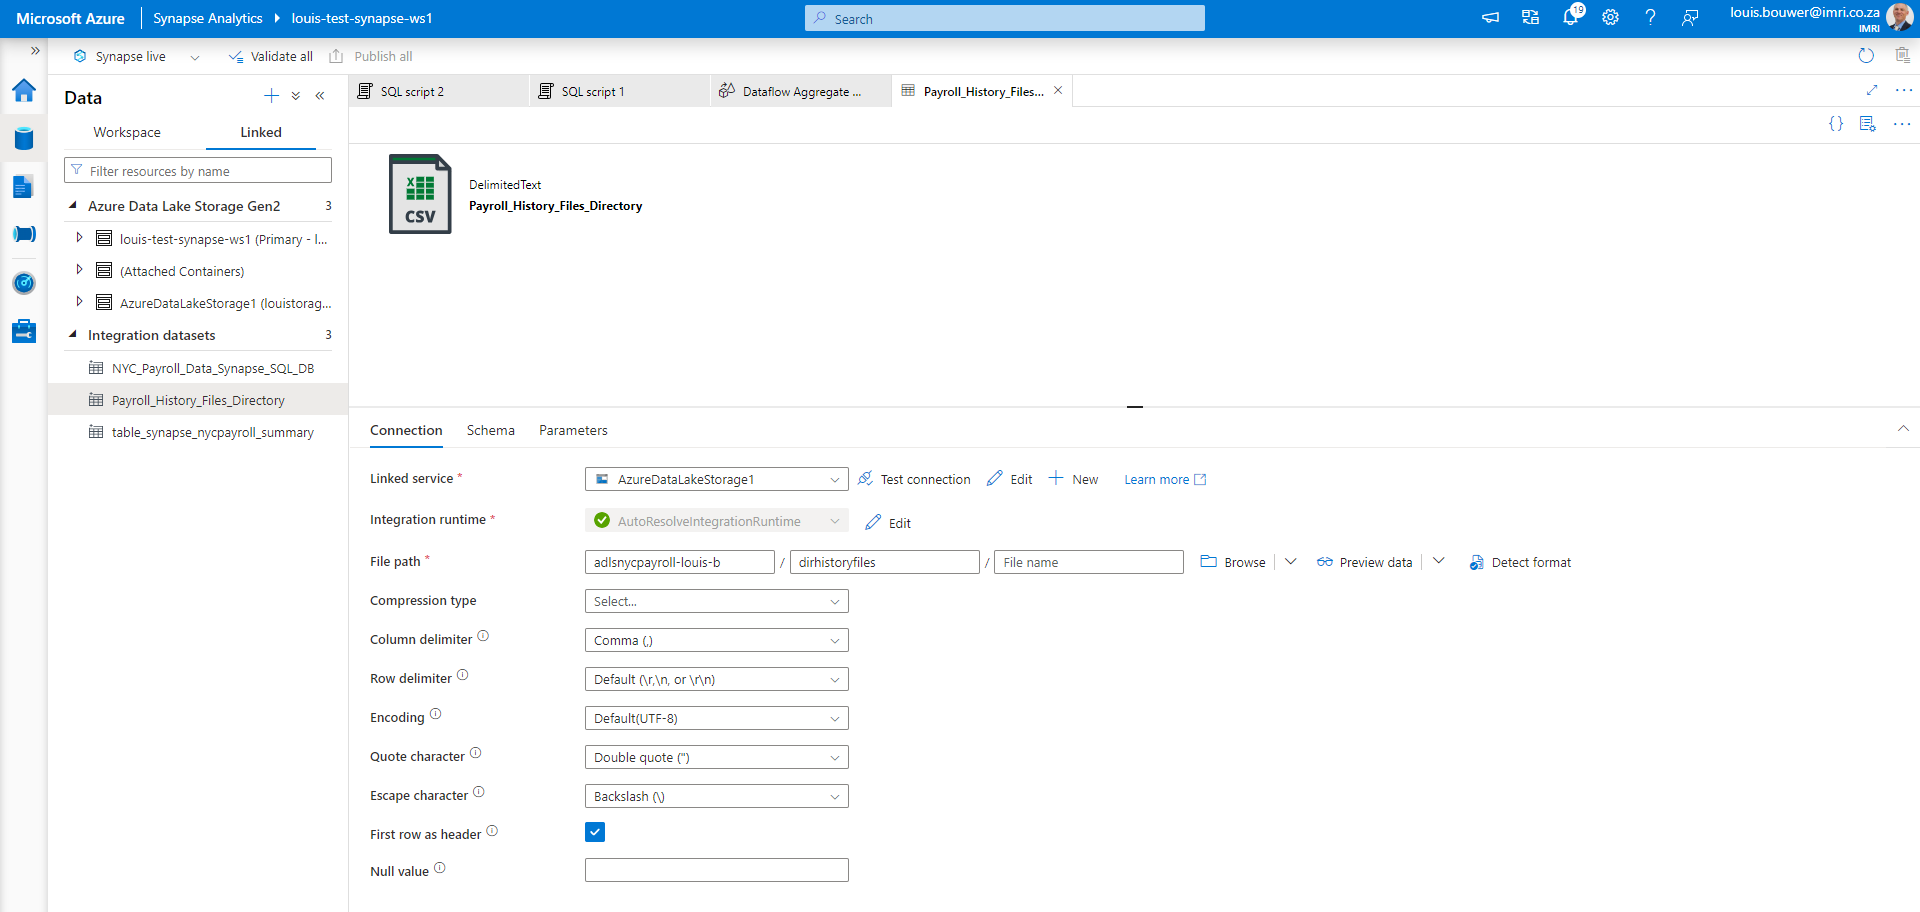 Microsoft Azure
Synapse Analytics
louis-test-synapse-ws1
Search
19
louis.bouwer@imri.co.za
IMRI
Synapse live
Validate all
Publish all
Data
Workspace
Linked
Filter resources by name
Azure Data Lake Storage Gen2 3
louis-test-synapse-ws1 (Primary - l...
(Attached Containers)
AzureDataLakeStorage1 (louistorag...
Integration datasets 3
NYC_Payroll_Data_Synapse_SQL_DB
Payroll_History_Files_Directory
table_synapse_nycpayroll_summary
SQL script 2
SQL script 1
Dataflow Aggregate ...
Payroll_History_Files...
{}
X
CSV
DelimitedText
Payroll_History_Files_Directory
Connection
Schema
Parameters
Linked service *
AzureDataLakeStorage1
Test connection
Edit
New
Learn more
Integration runtime *
AutoResolveIntegrationRuntime
Edit
File path *
adlsnycpayroll-louis-b
/
dirhistoryfiles
/
File name
Browse
Preview data
Detect format
Compression type
Select...
Column delimiter
Comma (,)
Row delimiter
Default (\r,\n, or \r\n)
Encoding
Default(UTF-8)
Quote character
Double quote (")
Escape character
Backslash (\)
First row as header
Null value